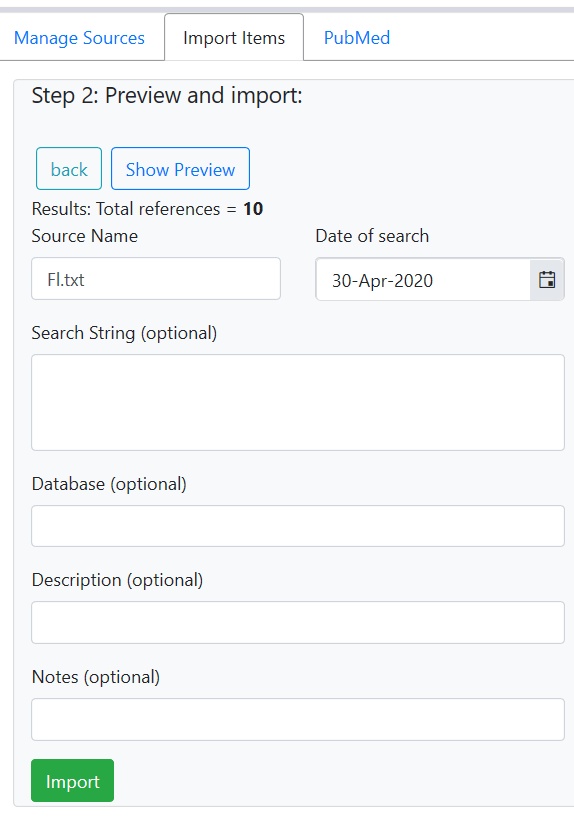 Manage Sources Import Items PubMed
Step 2: Preview and import:
back Show Preview
Results: Total references = 10
Source Name Date of search
Fl.txt 30-Apr-2020
Search String (optional)
Database (optional)
Description (optional)
Notes (optional)
Import